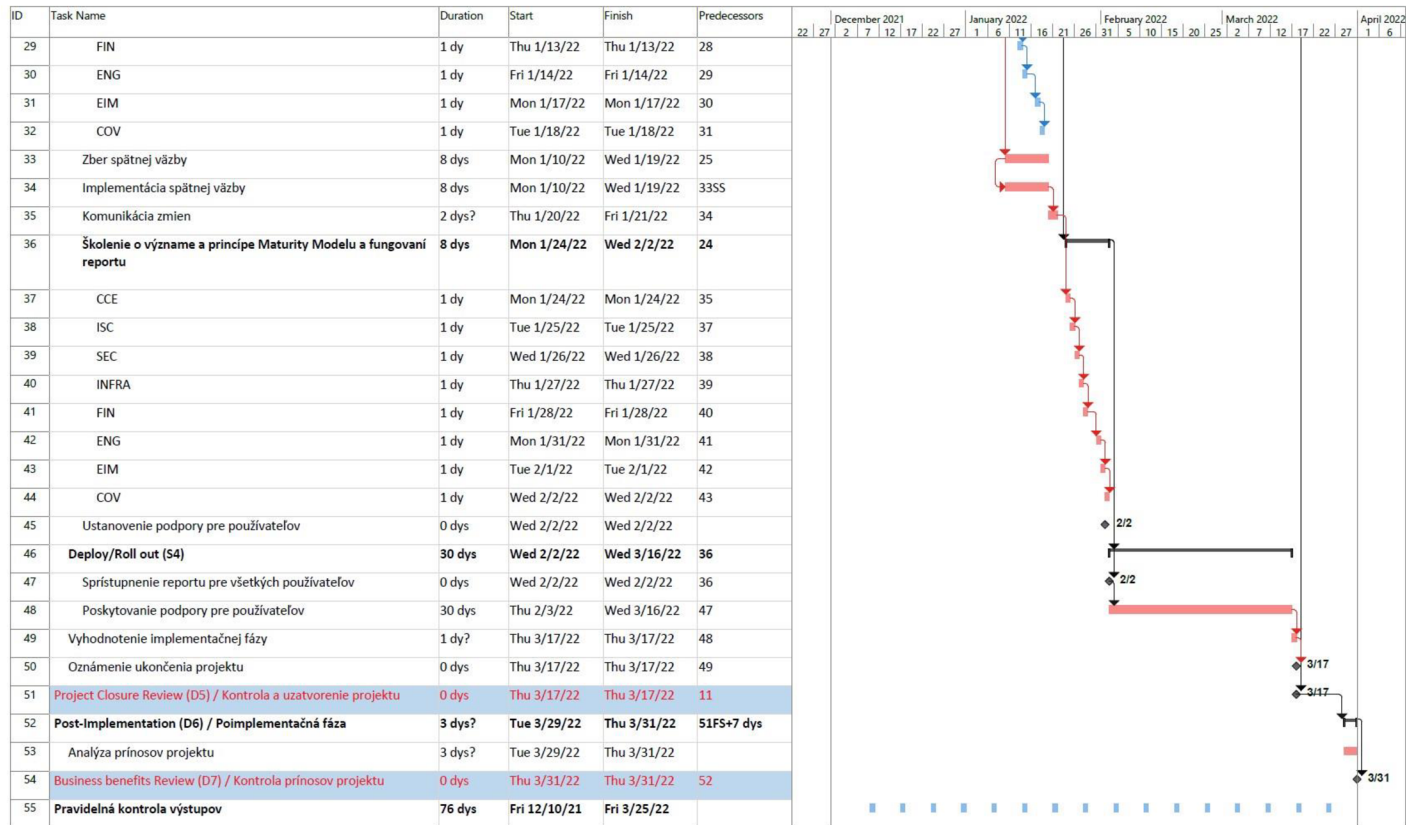 ID Task Name Duration Start Finish Predecessors
December 2021 January 2022 February 2022 March 2022 April 2022
22 27 2 7 12 17 22 27 1 6 11 16 21 26 31 5 10 15 20 25 2 7 12 17 22 27 1 6
29 FIN 1 dy Thu 1/13/22 Thu 1/13/22 28
30 ENG 1 dy Fri 1/14/22 Fri 1/14/22 29
31 EIM 1 dy Mon 1/17/22 Mon 1/17/22 30
32 COV 1 dy Tue 1/18/22 Tue 1/18/22 31
33 Zber spätnej väzby 8 dys Mon 1/10/22 Wed 1/19/22 25
34 Implementácia spätnej väzby 8 dys Mon 1/10/22 Wed 1/19/22 33SS
35 Komunikácia zmien 2 dys? Thu 1/20/22 Fri 1/21/22 34
36 Školenie o význame a princípe Maturity Modelu a fungovaní 8 dys Mon 1/24/22 Wed 2/2/22 24
reportu
37 CCE 1 dy Mon 1/24/22 Mon 1/24/22 35
38 ISC 1 dy Tue 1/25/22 Tue 1/25/22 37
39 SEC 1 dy Wed 1/26/22 Wed 1/26/22 38
40 INFRA 1 dy Thu 1/27/22 Thu 1/27/22 39
41 FIN 1 dy Fri 1/28/22 Fri 1/28/22 40
42 ENG 1 dy Mon 1/31/22 Mon 1/31/22 41
43 EIM 1 dy Tue 2/1/22 Tue 2/1/22 42
44 COV 1 dy Wed 2/2/22 Wed 2/2/22 43
45 Ustanovenie podpory pre používateľov 0 dys Wed 2/2/22 Wed 2/2/22 2/2
46 Deploy/Roll out (S4) 30 dys Wed 2/2/22 Wed 3/16/22 36
47 Sprístupnenie reportu pre všetkých používateľov 0 dys Wed 2/2/22 Wed 2/2/22 36 2/2
48 Poskytovanie podpory pre používateľov 30 dys Thu 2/3/22 Wed 3/16/22 47
49 Vyhodnotenie implementačnej fázy 1 dy? Thu 3/17/22 Thu 3/17/22 48
50 Oznámenie ukončenia projektu 0 dys Thu 3/17/22 Thu 3/17/22 49 3/17
51 Project Closure Review (D5) / Kontrola a uzatvorenie projektu 0 dys Thu 3/17/22 Thu 3/17/22 11 3/17
52 Post-Implementation (D6) / Poimplementačná fáza 3 dys? Tue 3/29/22 Thu 3/31/22 51FS+7 dys
53 Analýza prínosov projektu 3 dys? Tue 3/29/22 Thu 3/31/22
54 Business benefits Review (D7) / Kontrola prínosov projektu 0 dys Thu 3/31/22 Thu 3/31/22 52 3/31
55 Pravidelná kontrola výstupov 76 dys Fri 12/10/21 Fri 3/25/22